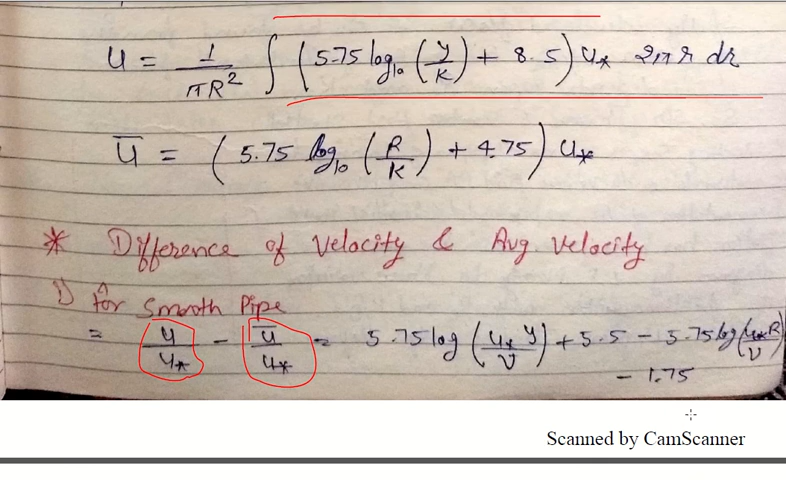 u = 1/πR² ∫ (5.75 log₁₀ (y/K) + 8.5) u* 2πr dr
ū = (5.75 log₁₀ (R/K) + 4.75) u*
* Difference of Velocity & Avg. Velocity
1) for Smooth Pipe
= u/u* - ū/u* = 5.75 log (u* y/ν) + 5.5 - 5.75 log (u* R/ν)
- 1.75
Scanned by CamScanner